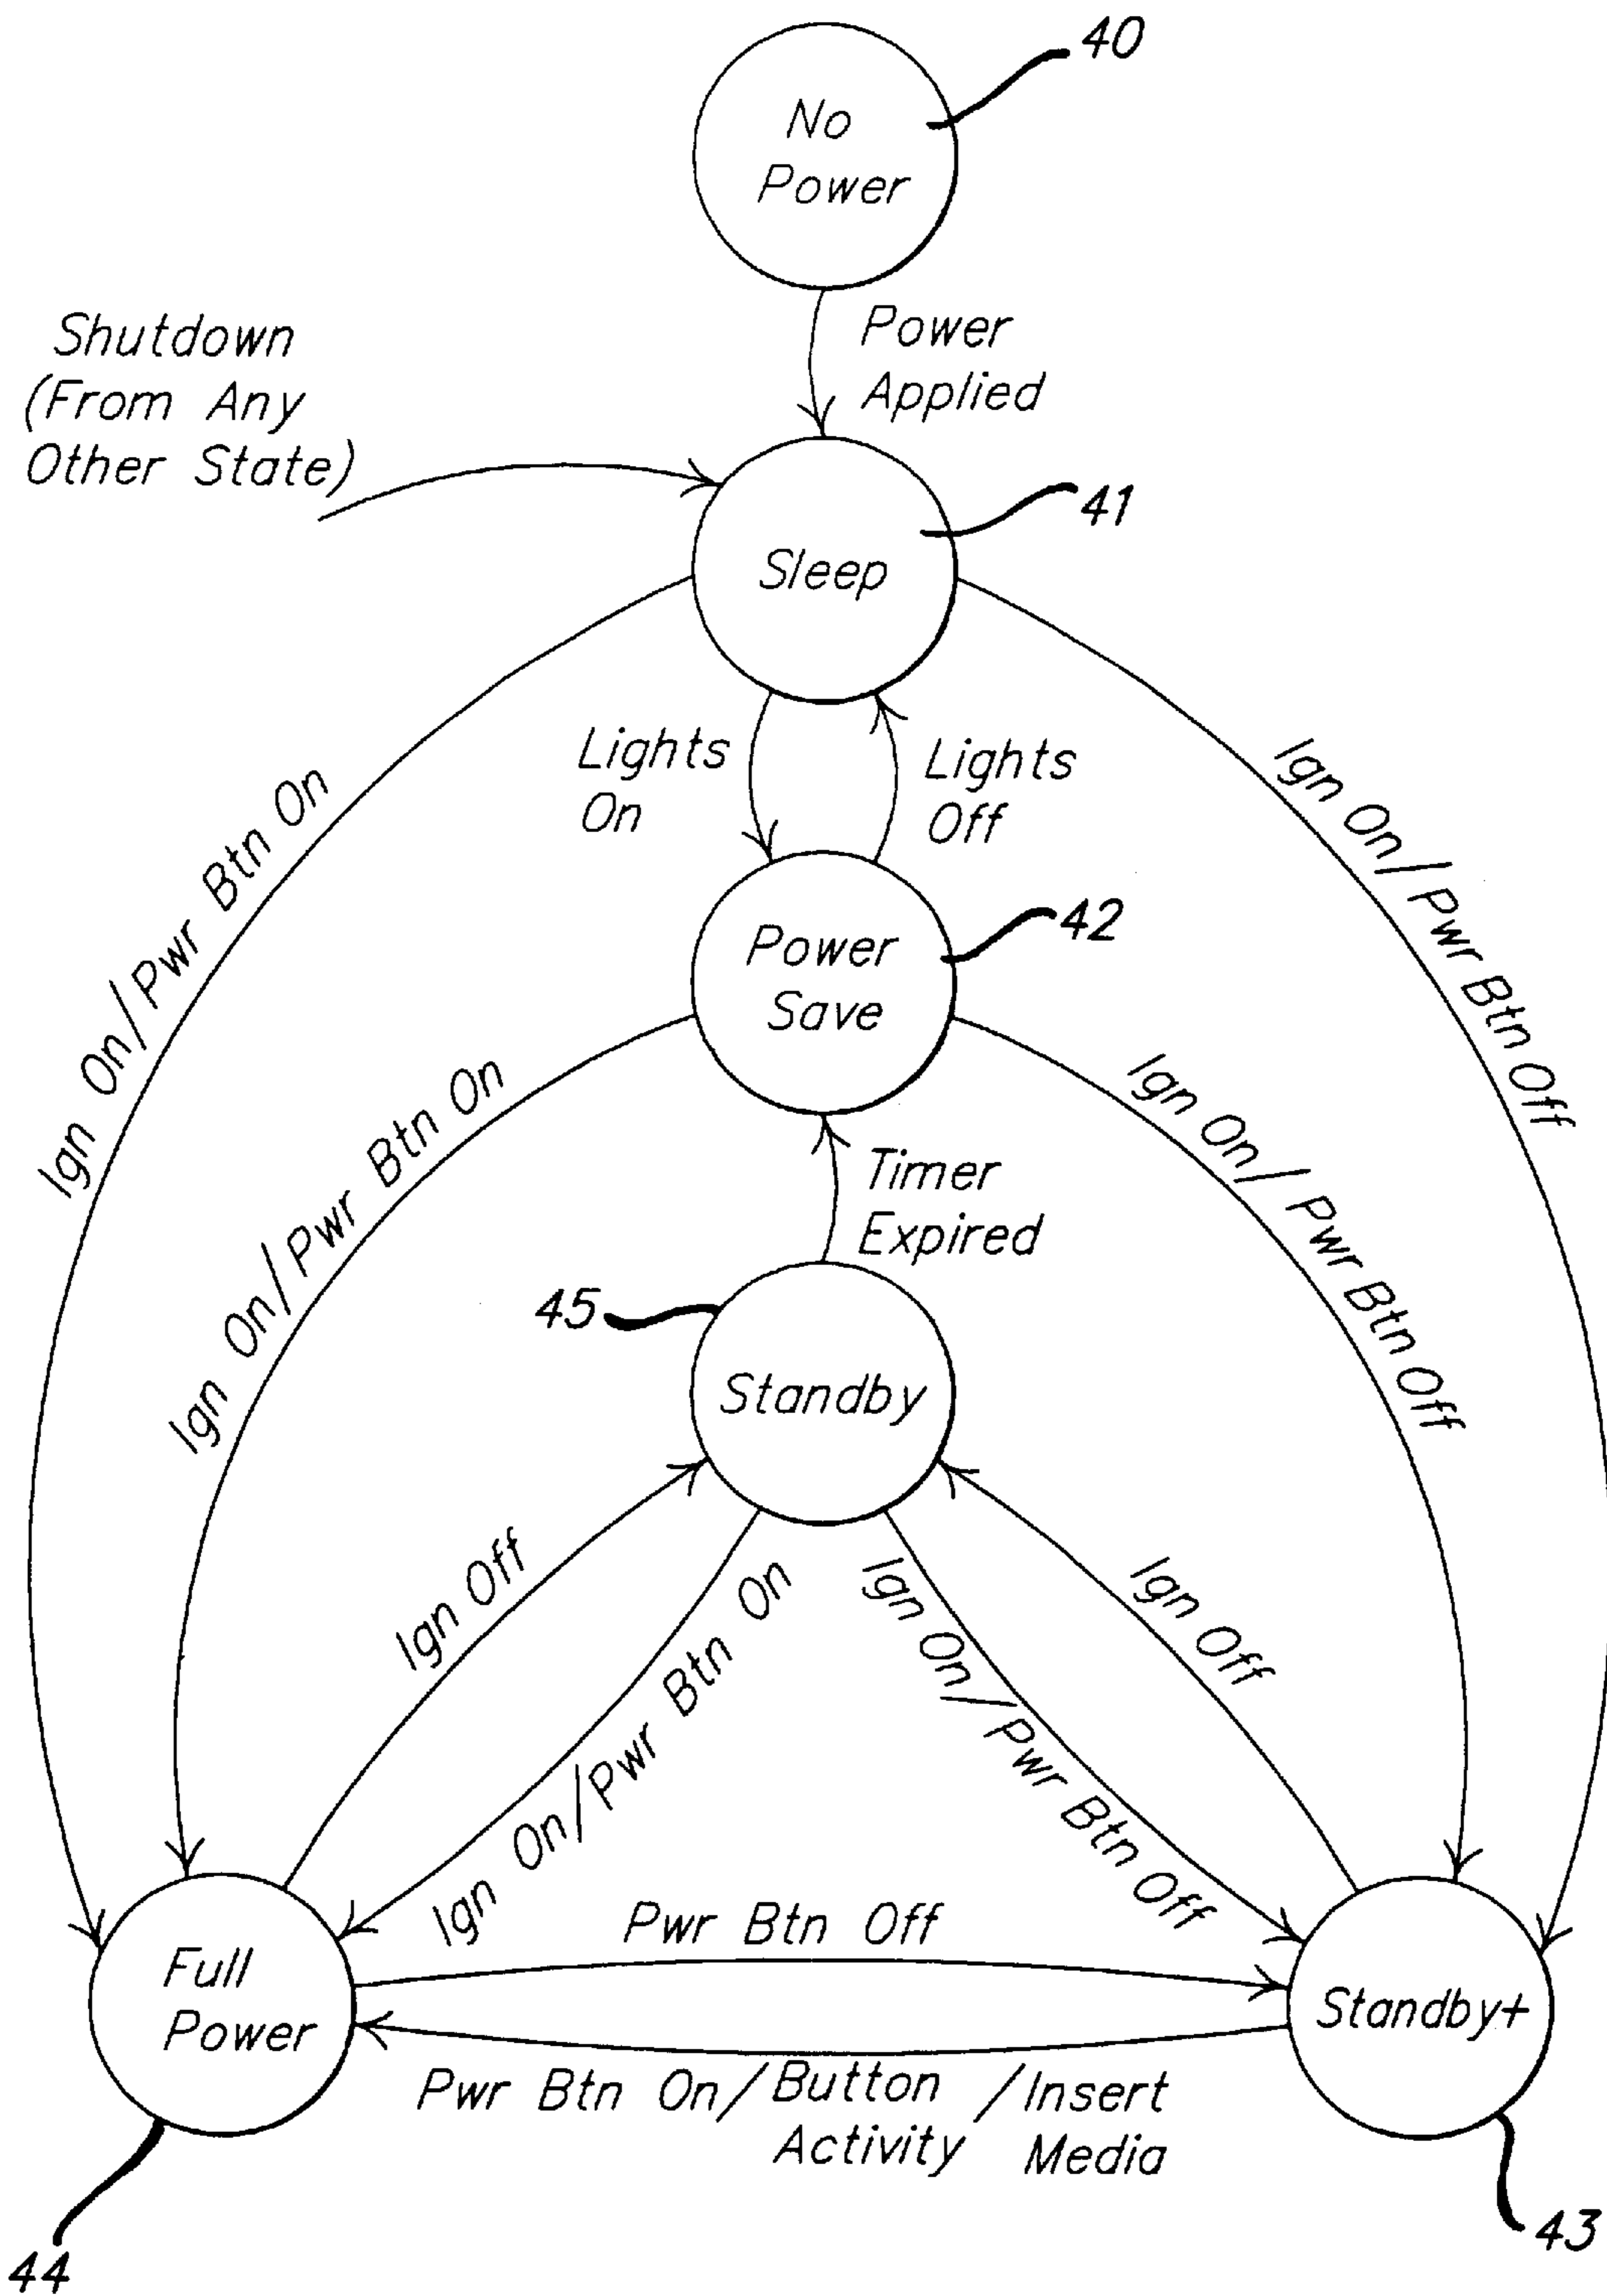 40
No
Power
Power
Applied
Shutdown
(From Any
Other State)
41
Sleep
Lights
On
Lights
Off
Ign On/Pwr Btn On
Ign On/Pwr Btn Off
42
Power
Save
Ign On/Pwr Btn On
Ign On/Pwr Btn Off
Timer
Expired
45
Standby
Ign Off
Ign On/Pwr Btn On
Ign On/Pwr Btn Off
Ign Off
Pwr Btn Off
Full
Power
Standby+
Pwr Btn On/Button /Insert
Activity Media
44
43